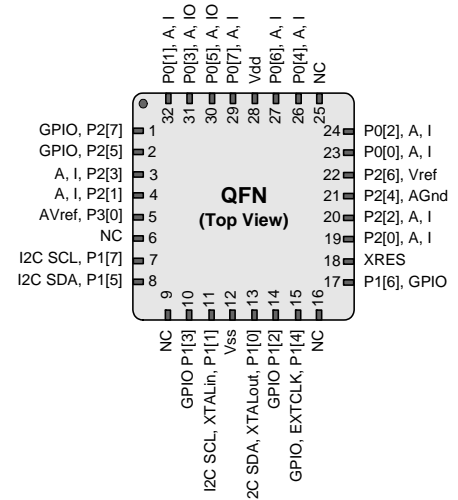 P0[1], A, I
P0[3], A, IO
P0[5], A, IO
P0[7], A, I
Vdd
P0[6], A, I
P0[4], A, I
NC
32
31
30
29
28
27
26
25
GPIO, P2[7] 1
GPIO, P2[5] 2
A, I, P2[3] 3
A, I, P2[1] 4
AVref, P3[0] 5
NC 6
I2C SCL, P1[7] 7
I2C SDA, P1[5] 8
QFN
(Top View)
24 P0[2], A, I
23 P0[0], A, I
22 P2[6], Vref
21 P2[4], AGnd
20 P2[2], A, I
19 P2[0], A, I
18 XRES
17 P1[6], GPIO
9
10
11
12
13
14
15
16
NC
GPIO P1[3]
I2C SCL, XTALin, P1[1]
Vss
2C SDA, XTALout, P1[0]
GPIO P1[2]
GPIO, EXTCLK, P1[4]
NC